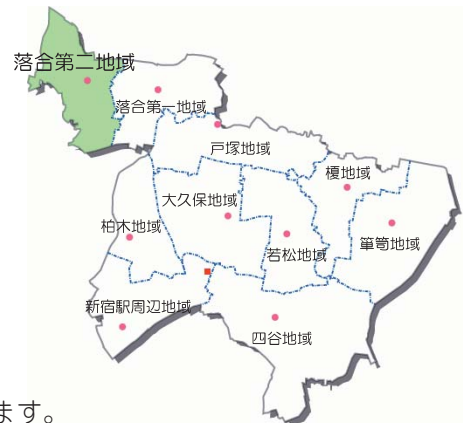 落合第二地域
落合第一地域
戸塚地域
榎地域
大久保地域
柏木地域
若松地域
箪笥地域
新宿駅周辺地域
四谷地域
ます。